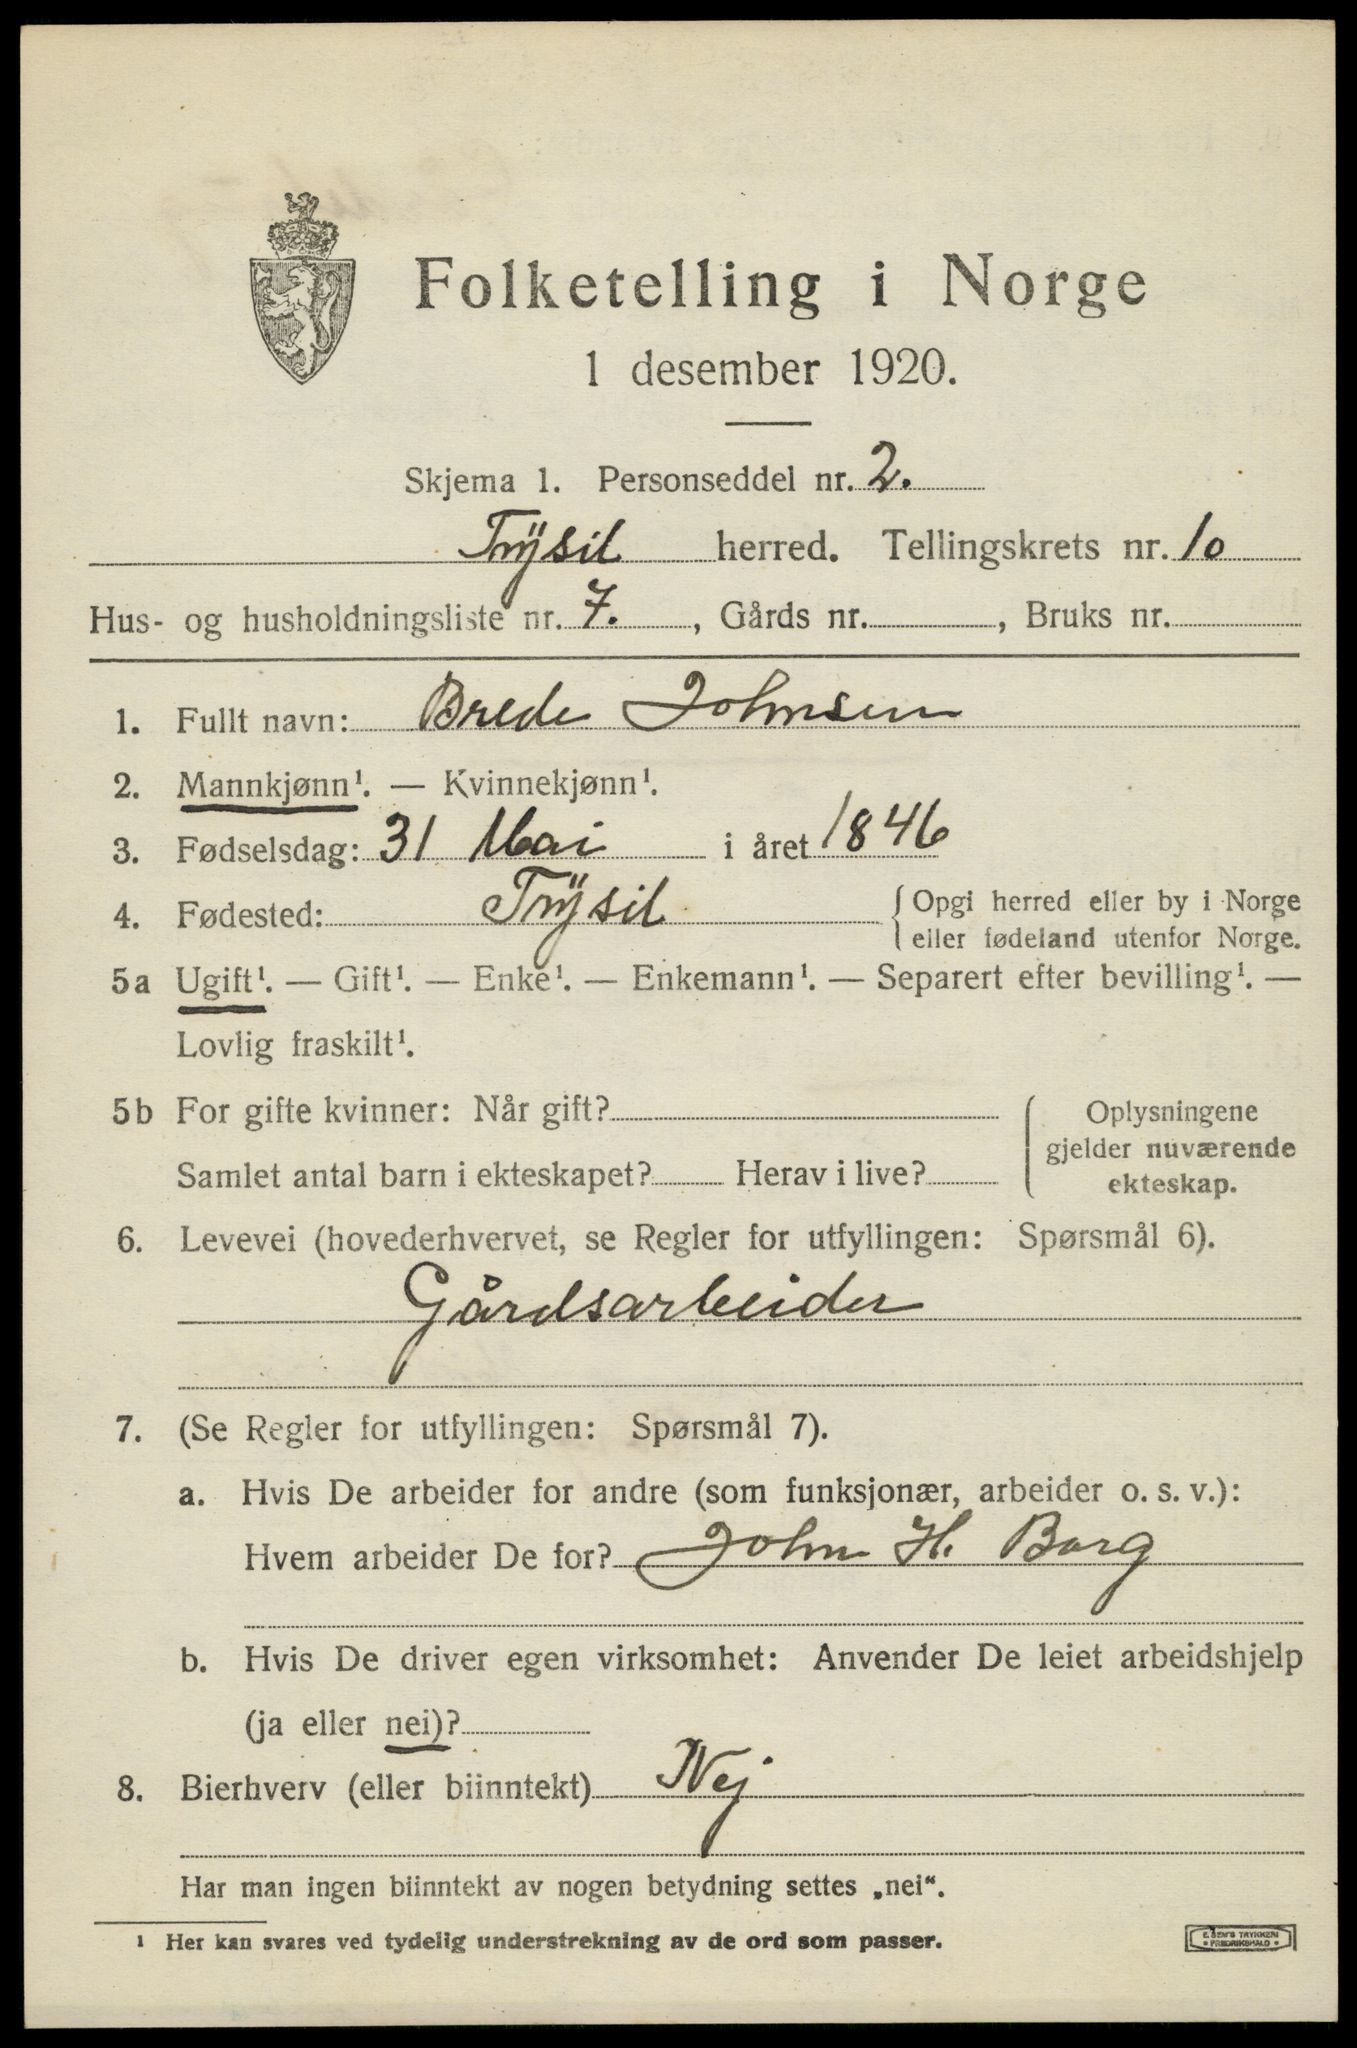 Folketelling i Norge
1 desember 1920.
Skjema 1. Personseddel nr. 2.
Trÿsil herred. Tellingskrets nr. 10
Hus- og husholdningsliste nr. 7. , Gårds nr. , Bruks nr.
1. Fullt navn: Brede Johnsen
2. Mannkjønn¹. — Kvinnekjønn¹.
3. Fødselsdag: 31 Mai i året 1846
4. Fødested: Trÿsil { Opgi herred eller by i Norge
eller fødeland utenfor Norge.
5a Ugift¹. — Gift¹. — Enke¹. — Enkemann¹. — Separert efter bevilling¹. —
Lovlig fraskilt¹.
5b For gifte kvinner: Når gift? { Oplysningene
gjelder nuværende
Samlet antal barn i ekteskapet? Herav i live? ekteskap.
6. Levevei (hovederhvervet, se Regler for utfyllingen: Spørsmål 6).
Gårdsarbeider
7. (Se Regler for utfyllingen: Spørsmål 7).
a. Hvis De arbeider for andre (som funksjonær, arbeider o. s. v.):
Hvem arbeider De for? John H. Borg
b. Hvis De driver egen virksomhet: Anvender De leiet arbeidshjelp
(ja eller nei)?
8. Bierhverv (eller biinntekt) Nej
Har man ingen biinntekt av nogen betydning settes „nei“.
¹ Her kan svares ved tydelig understrekning av de ord som passer.
E. SEM'S TRYKKERI
• FREDRIKSHALD •